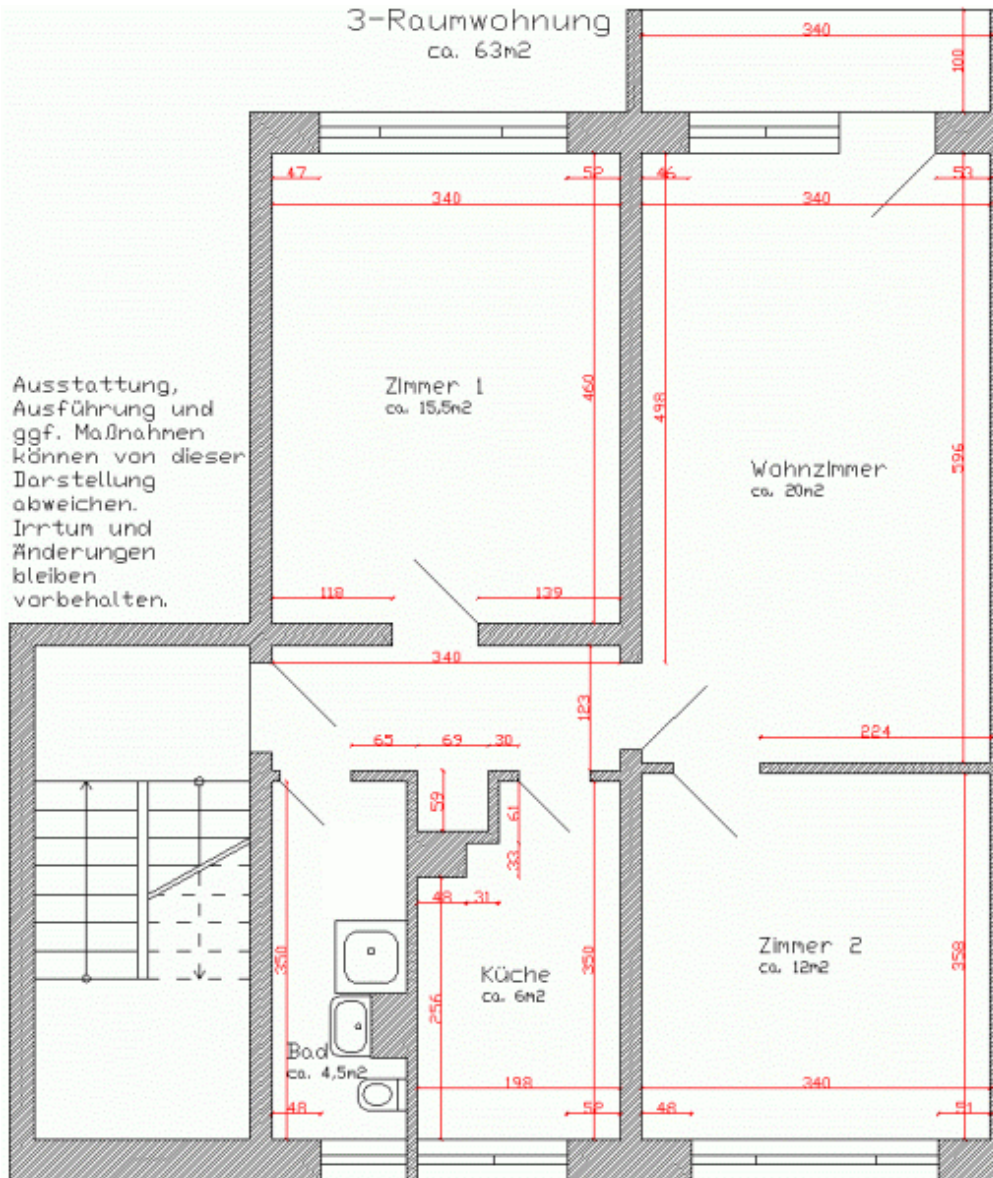 3-Raumwohnung
ca. 63m2
340
100
47
52
46
53
340
340
Ausstattung,
Ausführung und
ggf. Maßnahmen
können von dieser
Darstellung
abweichen.
Irrtum und
Änderungen
bleiben
vorbehalten.
Zimmer 1
ca. 15,5m2
460
498
Wohnzimmer
ca. 20m2
596
118
139
340
123
224
65
69
30
59
61
33
48
31
350
256
350
358
Küche
ca. 6m2
Zimmer 2
ca. 12m2
Bad
ca. 4,5m2
198
340
48
52
48
51